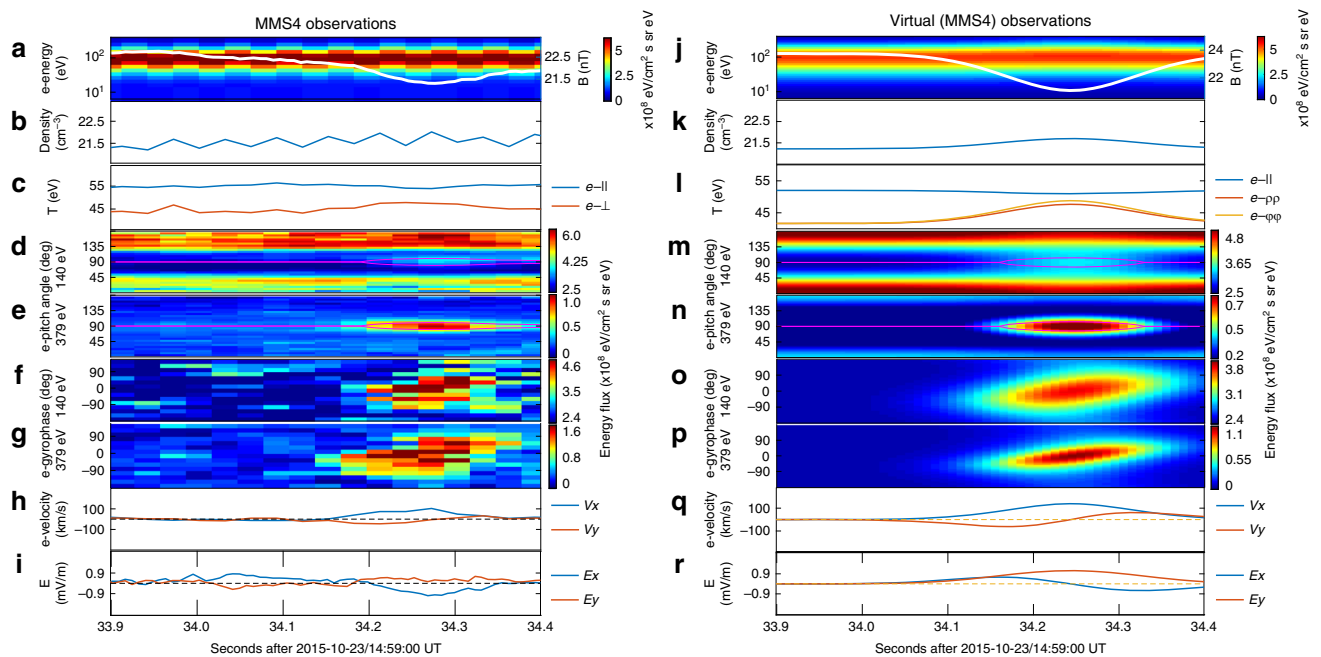 MMS4 observations
a
e-energy
(eV)
10²
10¹
22.5
21.5
B (nT)
5
2.5
0
x10⁸ eV/cm² s sr eV
b
Density
(cm⁻³)
22.5
21.5
c
T (eV)
55
45
e–||
e–⊥
d
e-pitch angle (deg)
140 eV
135
90
45
6.0
4.25
2.5
e
379 eV
90
45
1.0
0.5
0
f
e-gyrophase (deg)
140 eV
90
0
−90
4.6
3.5
2.4
g
379 eV
90
0
−90
2.0
1.0
0
Energy flux (x10⁸ eV/cm² s sr eV)
h
e-velocity
(km/s)
100
−100
Vx
Vy
i
E
(mV/m)
0.9
−0.9
Ex
Ey
33.9
34.0
34.1
34.2
34.3
34.4
Seconds after 2015-10-23/14:59:00 UT
Virtual (MMS4) observations
j
e-energy
(eV)
10²
10¹
24
22
B (nT)
5
2.5
0
x10⁸ eV/cm² s sr eV
k
Density
(cm⁻³)
22.5
21.5
l
T (eV)
55
45
e–||
e–ρρ
e–φφ
m
e-pitch angle (deg)
140 eV
135
90
45
4.8
3.65
2.5
n
379 eV
135
90
45
0.7
0.45
0.2
o
e-gyrophase (deg)
140 eV
90
0
−90
3.8
3.1
2.4
p
379 eV
90
0
−90
1.1
0.55
0
Energy flux (x10⁸ eV/cm² s sr eV)
q
e-velocity
(km/s)
100
−100
Vx
Vy
r
E
(mV/m)
0.9
−0.9
Ex
Ey
33.9
34.0
34.1
34.2
34.3
34.4
Seconds after 2015-10-23/14:59:00 UT